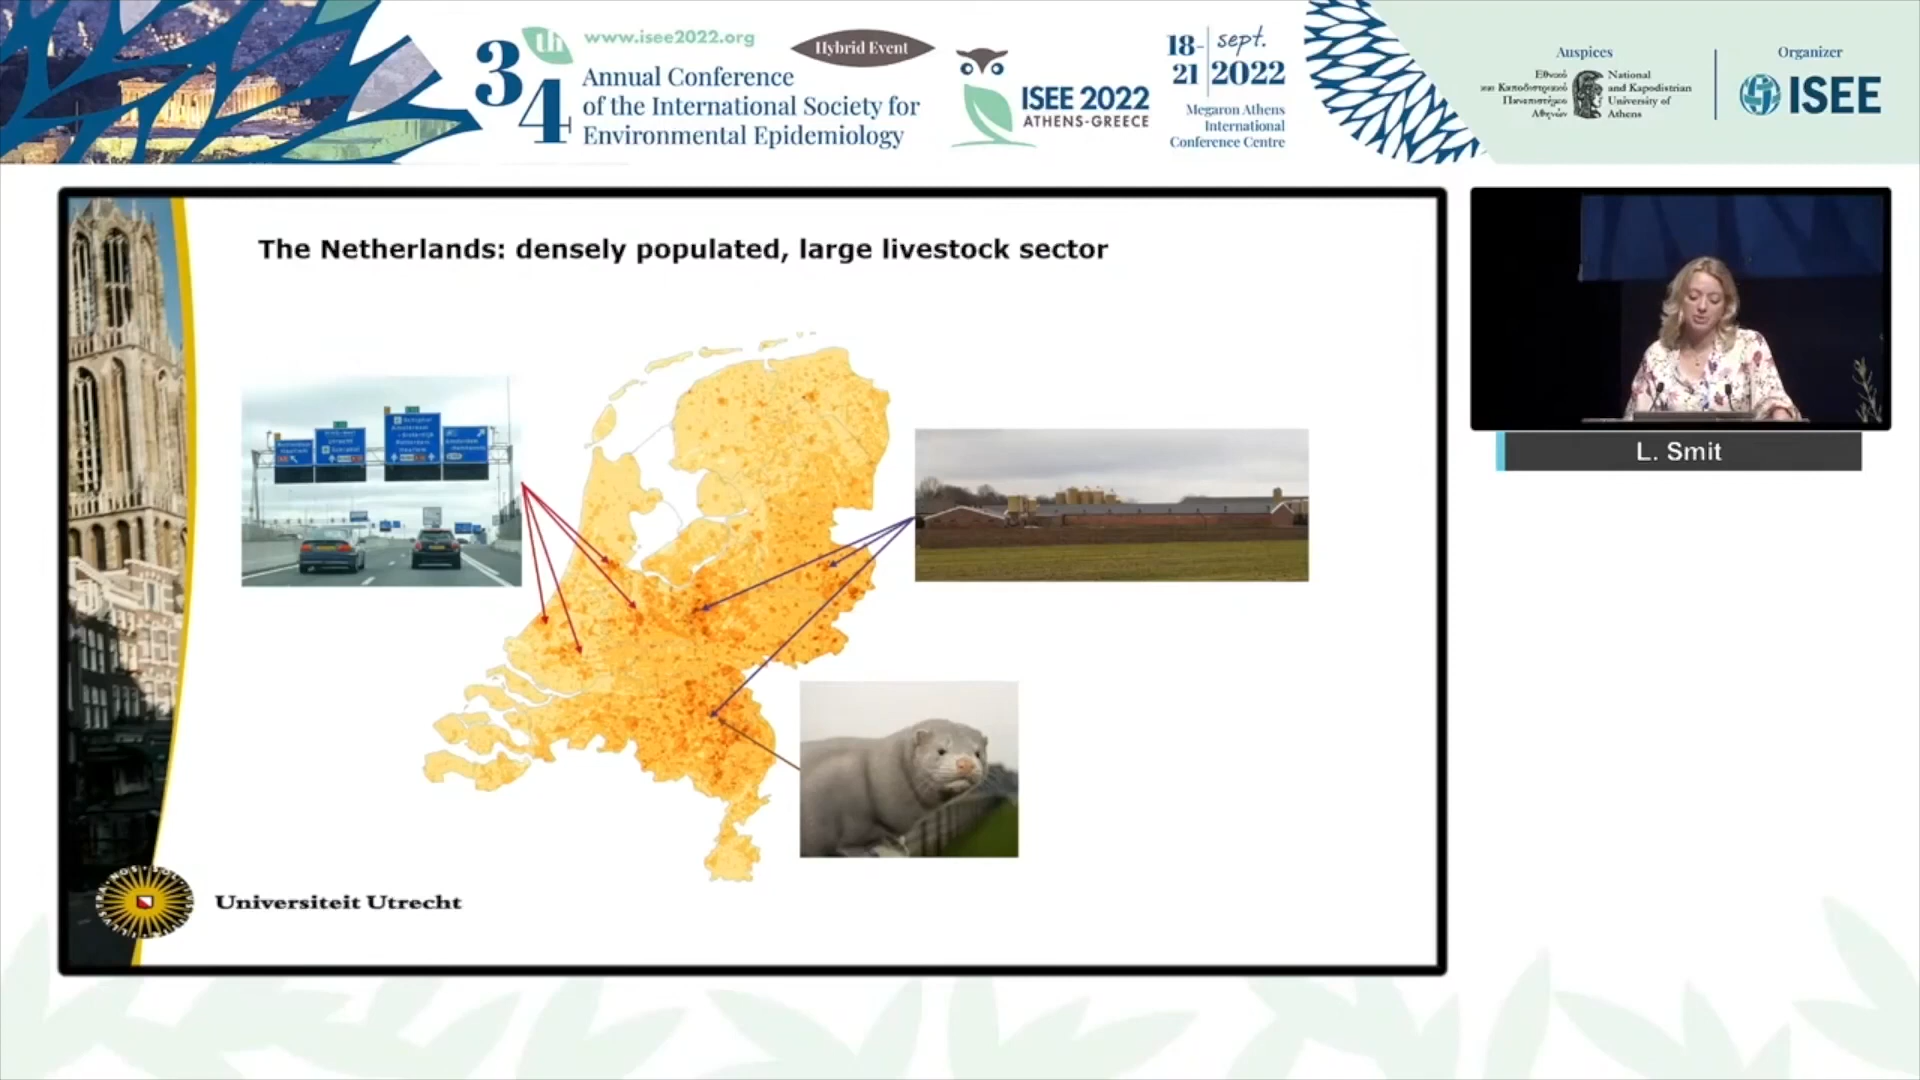 34
www.isee2022.org
Annual Conference
of the International Society for
Environmental Epidemiology
Hybrid Event
ISEE 2022
ATHENS-GREECE
18-21 sept. 2022
Megaron Athens
International
Conference Centre
Auspices
Εθνικό
και Καποδιστριακό
Πανεπιστήμιο
Αθηνών
National
and Kapodistrian
University of
Athens
Organizer
ISEE
The Netherlands: densely populated, large livestock sector
Universiteit Utrecht
L. Smit